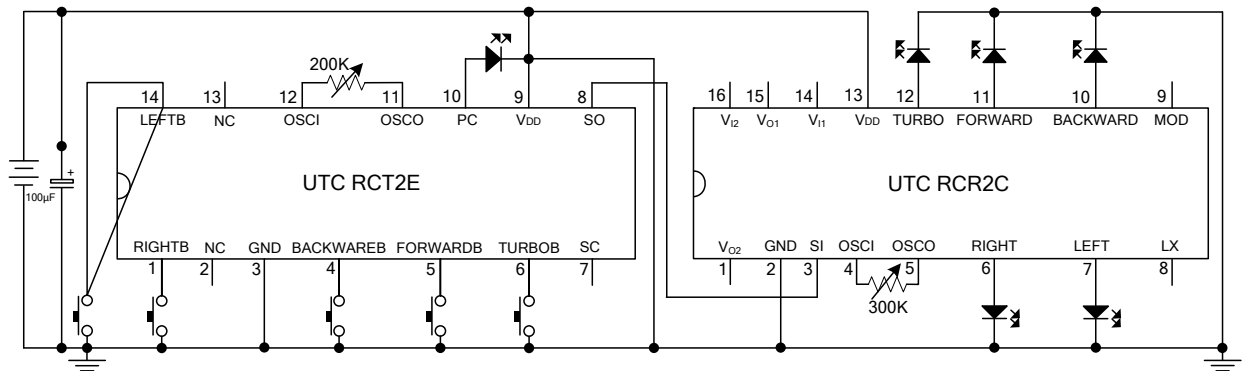 200K
14 13 12 11 10 9 8
LEFTB NC OSCI OSCO PC VDD SO
UTC RCT2E
+
100µF
RIGHTB NC GND BACKWAREB FORWARDB TURBOB SC
1 2 3 4 5 6 7
16 15 14 13 12 11 10 9
VI2 VO1 VI1 VDD TURBO FORWARD BACKWARD MOD
UTC RCR2C
VO2 GND SI OSCI OSCO RIGHT LEFT LX
1 2 3 4 5 6 7 8
300K